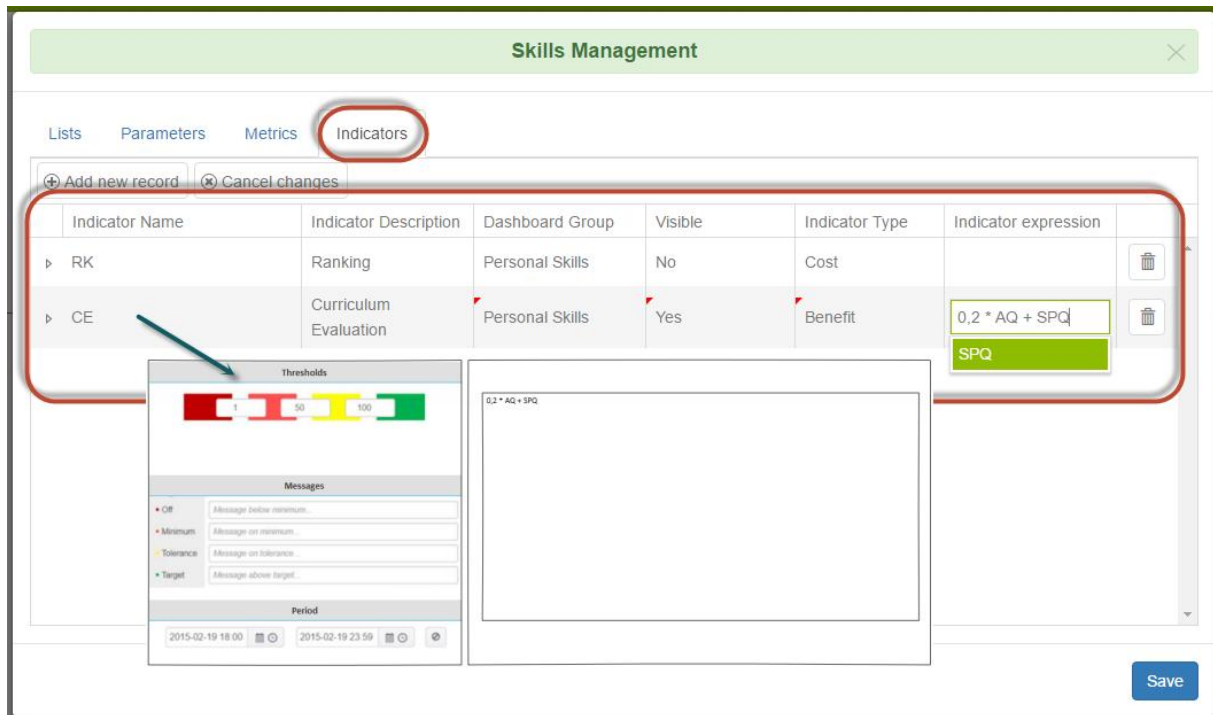 Skills Management
Lists Parameters Metrics Indicators
Add new record Cancel changes
Indicator Name Indicator Description Dashboard Group Visible Indicator Type Indicator expression
RK Ranking Personal Skills No Cost
CE Curriculum Evaluation Personal Skills Yes Benefit 0,2 * AQ + SPQ
SPQ
Thresholds
1 50 100
0,2 * AQ + SPQ
Messages
Off Message below minimum...
Minimum Message on minimum...
Tolerance Message on tolerance...
Target Message above target...
Period
2015-02-19 18:00 2015-02-19 23:59
Save